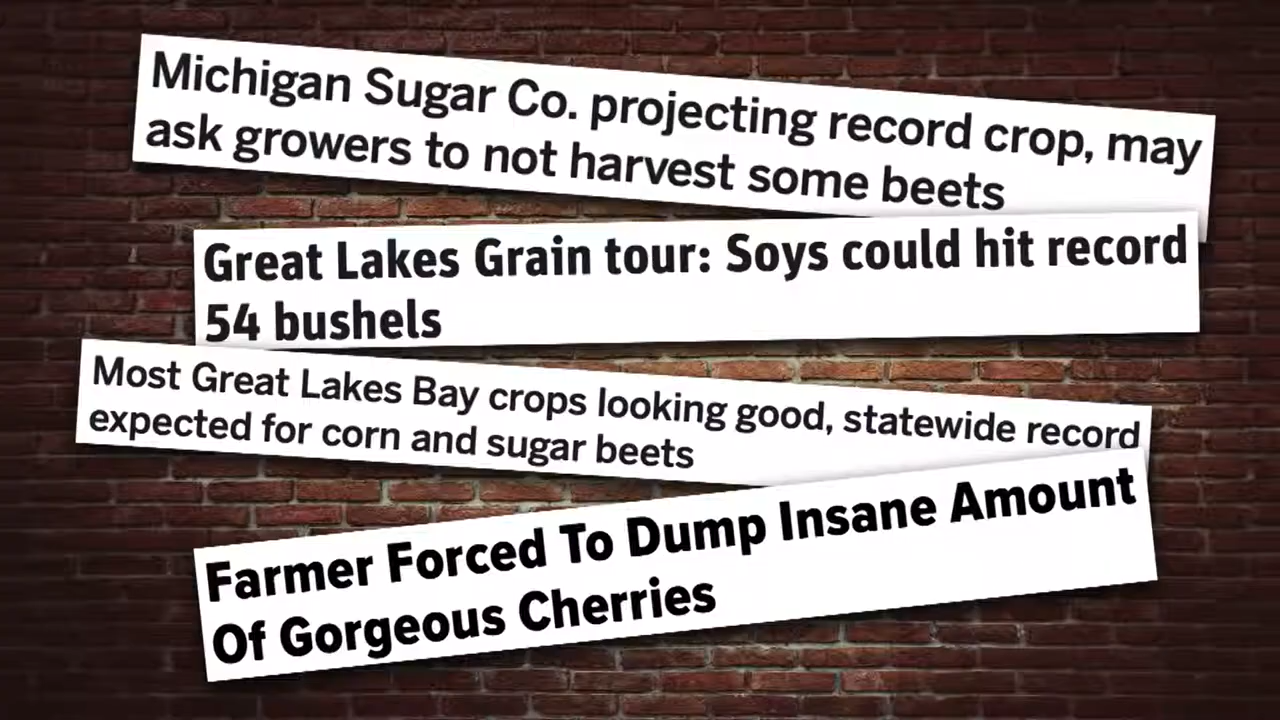 Michigan Sugar Co. projecting record crop, may
ask growers to not harvest some beets
Great Lakes Grain tour: Soys could hit record
54 bushels
Most Great Lakes Bay crops looking good, statewide record
expected for corn and sugar beets
Farmer Forced To Dump Insane Amount
Of Gorgeous Cherries